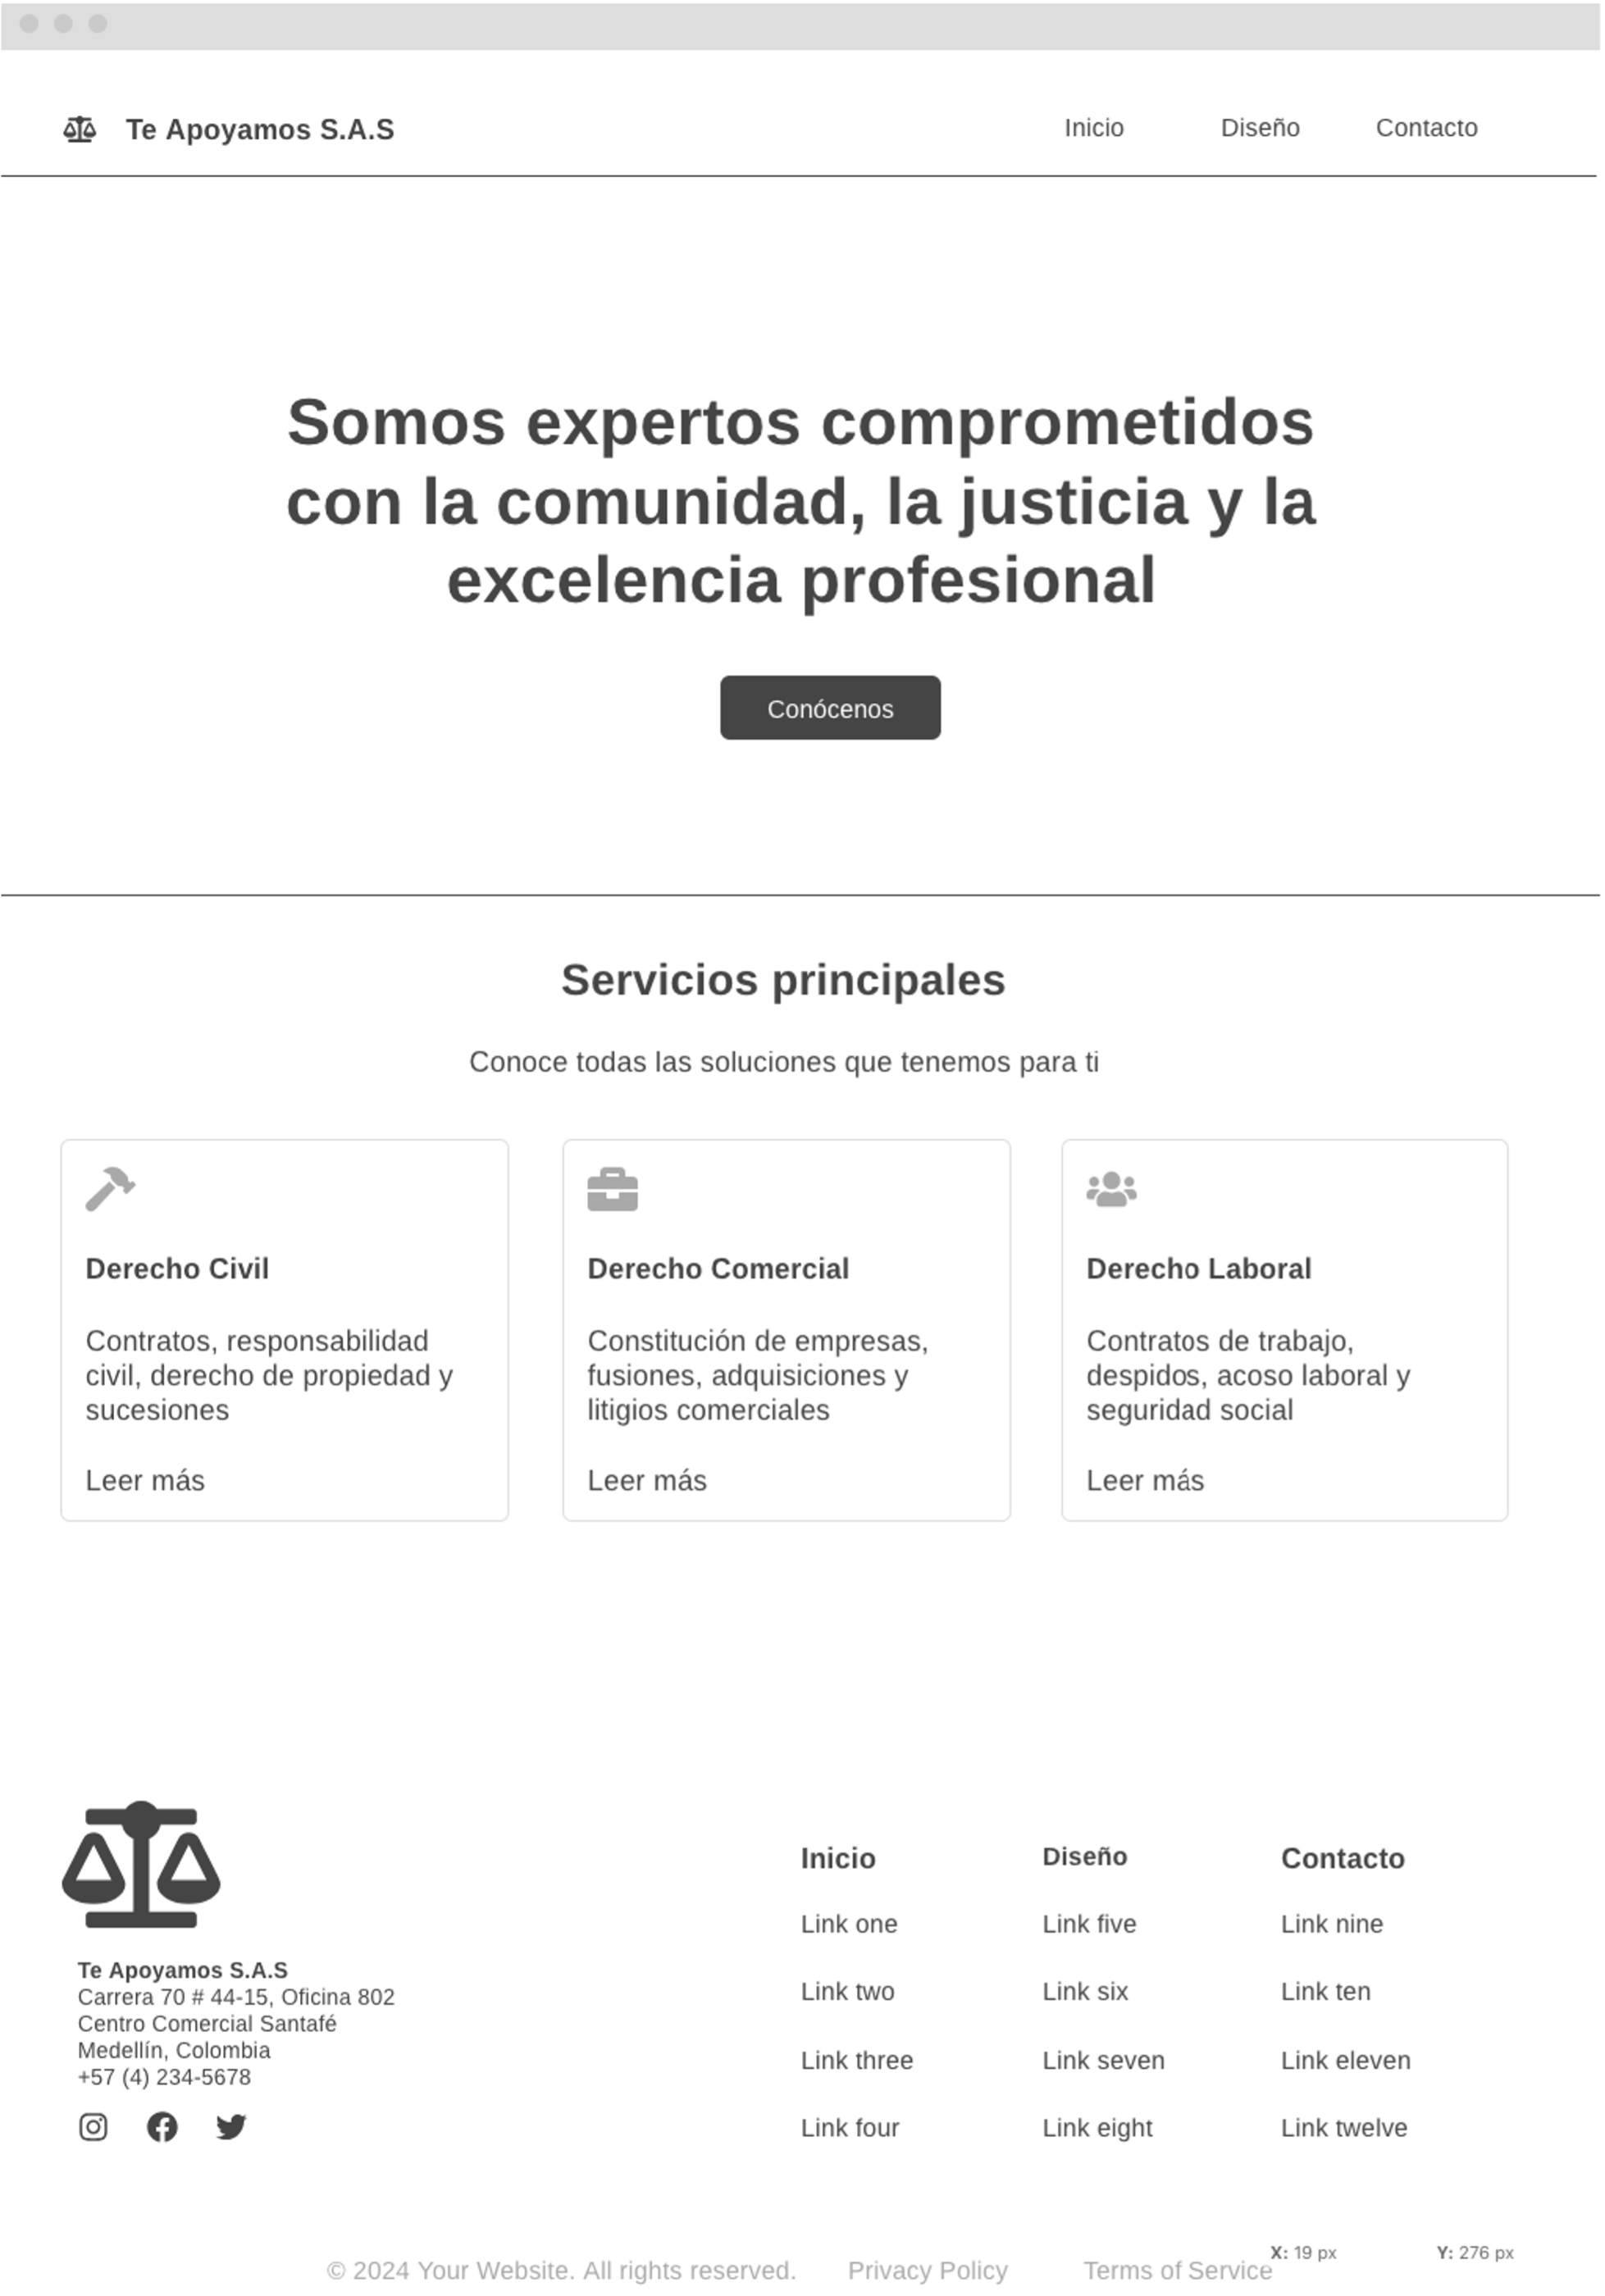 Te Apoyamos S.A.S
Inicio
Diseño
Contacto
Somos expertos comprometidos
con la comunidad, la justicia y la
excelencia profesional
Conócenos
Servicios principales
Conoce todas las soluciones que tenemos para ti
Derecho Civil
Contratos, responsabilidad
civil, derecho de propiedad y
sucesiones
Leer más
Derecho Comercial
Constitución de empresas,
fusiones, adquisiciones y
litigios comerciales
Leer más
Derecho Laboral
Contratos de trabajo,
despidos, acoso laboral y
seguridad social
Leer más
Te Apoyamos S.A.S
Carrera 70 # 44-15, Oficina 802
Centro Comercial Santafé
Medellín, Colombia
+57 (4) 234-5678
Inicio
Link one
Link two
Link three
Link four
Diseño
Link five
Link six
Link seven
Link eight
Contacto
Link nine
Link ten
Link eleven
Link twelve
© 2024 Your Website. All rights reserved.
Privacy Policy
Terms of Service
X: 19 px
Y: 276 px